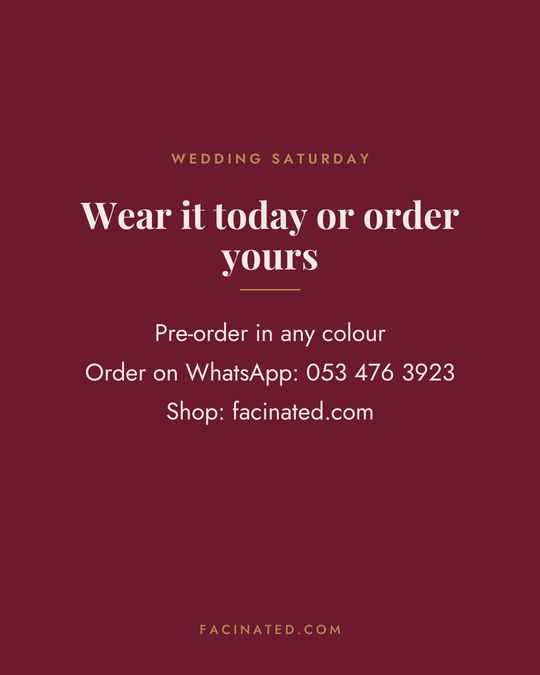 WEDDING SATURDAY
Wear it today or order
yours
Pre-order in any colour
Order on WhatsApp: 053 476 3923
Shop: facinated.com
FACINATED.COM